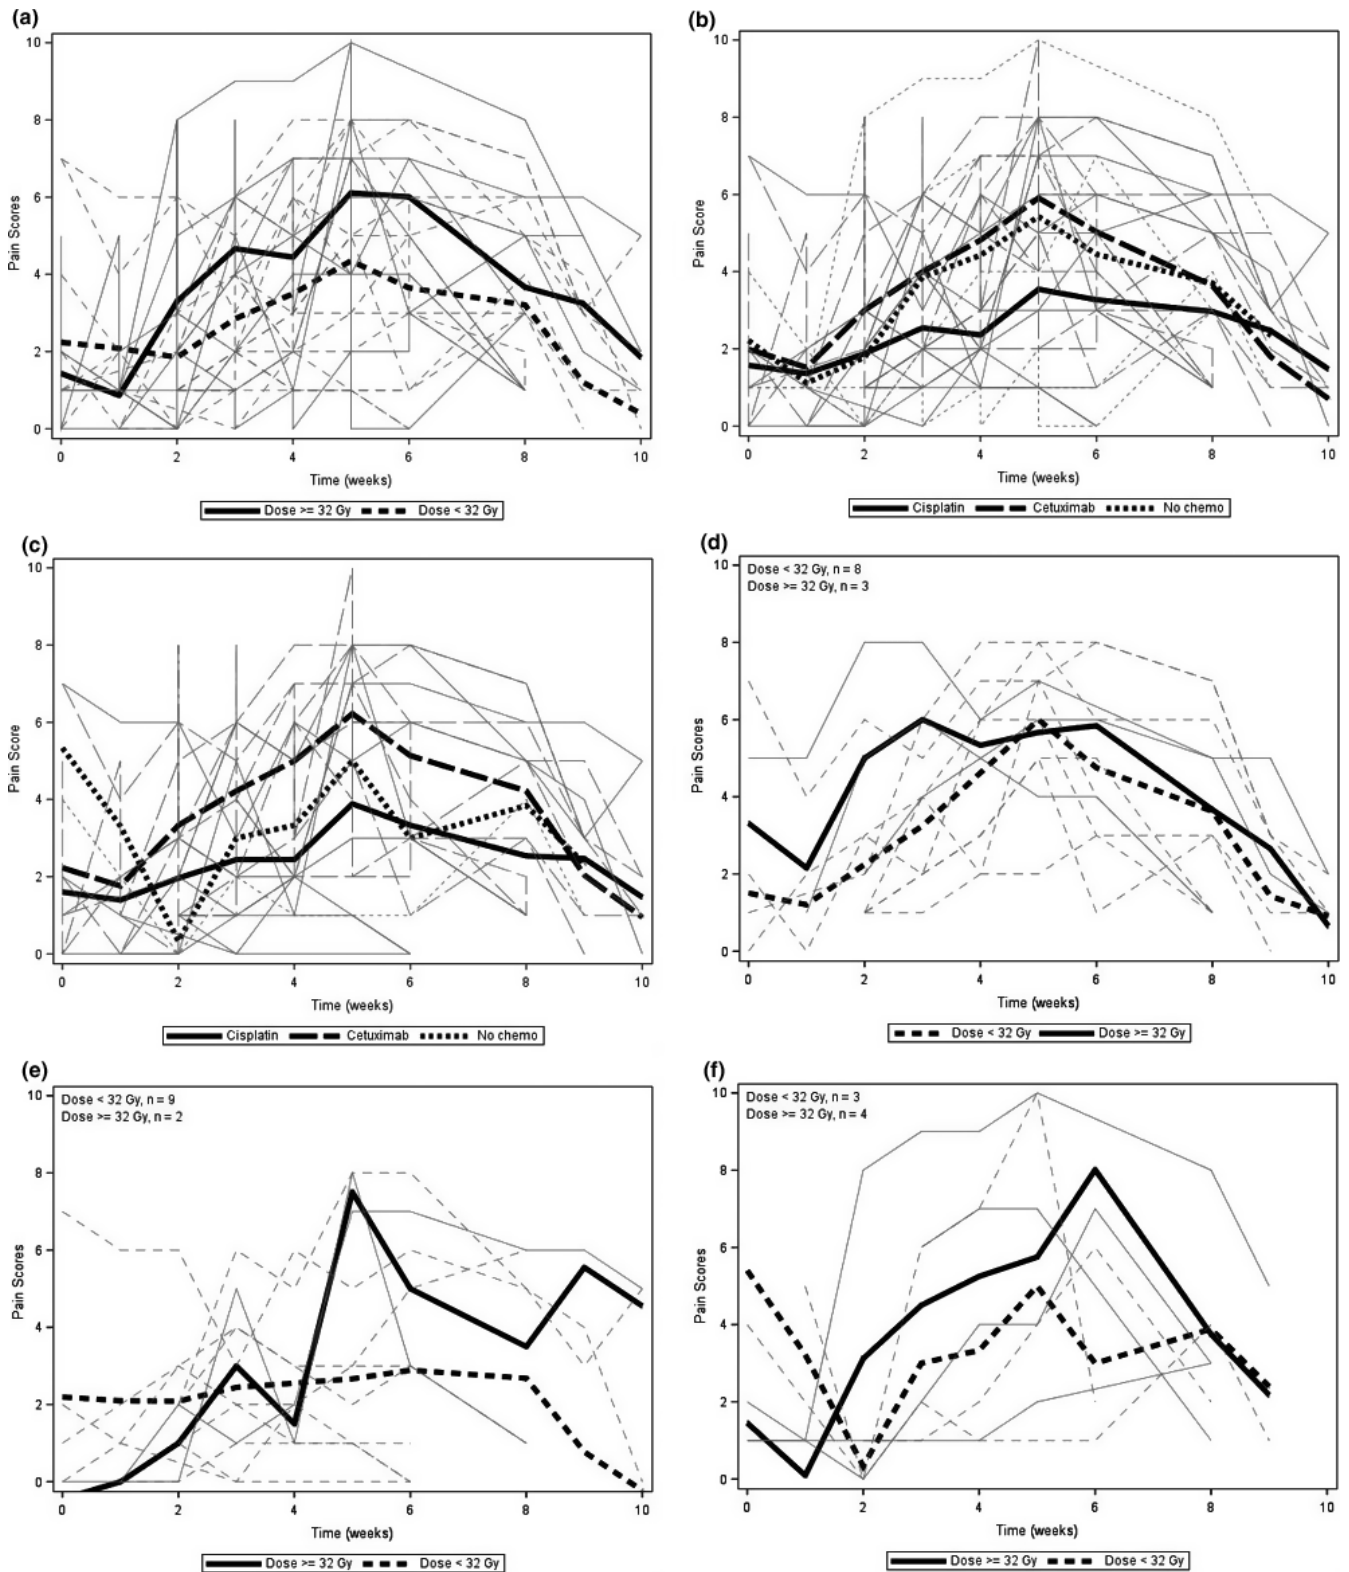 (a)
10
8
6
4
2
0
Pain Scores
0 2 4 6 8 10
Time (weeks)
Dose >= 32 Gy Dose < 32 Gy
(b)
10
8
6
4
2
0
Pain Score
0 2 4 6 8 10
Time (weeks)
Cisplatin Cetuximab No chemo
(c)
10
8
6
4
2
0
Pain Score
0 2 4 6 8 10
Time (weeks)
Cisplatin Cetuximab No chemo
(d)
Dose < 32 Gy, n = 8
Dose >= 32 Gy, n = 3
10
8
6
4
2
0
Pain Scores
0 2 4 6 8 10
Time (weeks)
Dose < 32 Gy Dose >= 32 Gy
(e)
Dose < 32 Gy, n = 9
Dose >= 32 Gy, n = 2
10
8
6
4
2
0
Pain Scores
0 2 4 6 8 10
Time (weeks)
Dose >= 32 Gy Dose < 32 Gy
(f)
Dose < 32 Gy, n = 3
Dose >= 32 Gy, n = 4
10
8
6
4
2
0
Pain Scores
0 2 4 6 8 10
Time (weeks)
Dose >= 32 Gy Dose < 32 Gy